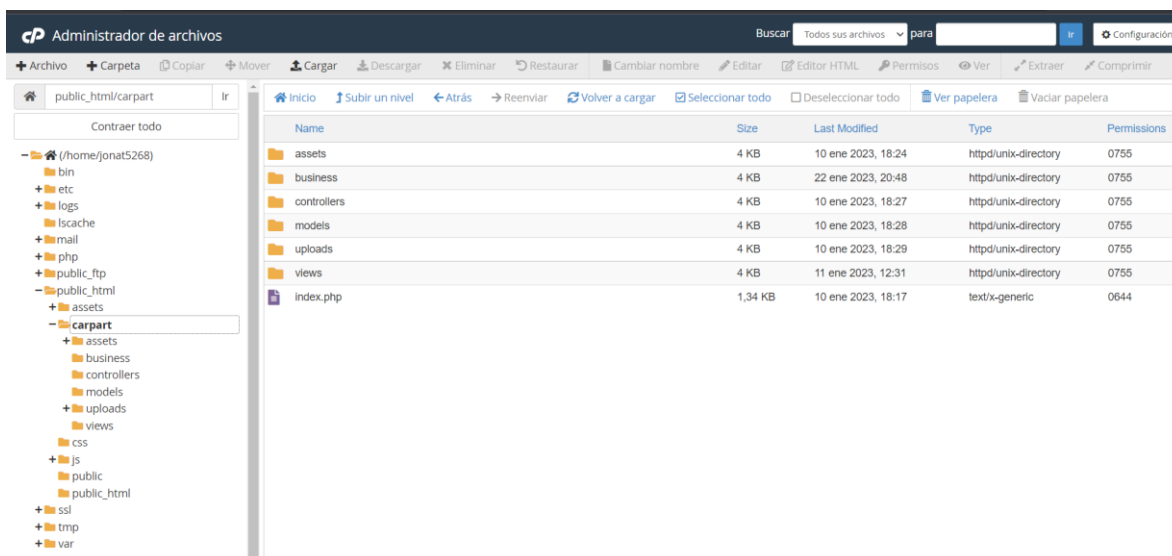 cP Administrador de archivos
Buscar Todos sus archivos para Ir Configuración
Archivo Carpeta Copiar Mover Cargar Descargar Eliminar Restaurar Cambiar nombre Editar Editor HTML Permisos Ver Extraer Comprimir
public_html/carpart Ir
Inicio Subir un nivel Atrás Reenviar Volver a cargar Seleccionar todo Deseleccionar todo Ver papelera Vaciar papelera
Contraer todo
(/home/jonat5268)
bin
etc
logs
lscache
mail
php
public_ftp
public_html
assets
carpart
assets
business
controllers
models
uploads
views
css
js
public
public_html
ssl
tmp
var
Name Size Last Modified Type Permissions
assets 4 KB 10 ene 2023, 18:24 httpd/unix-directory 0755
business 4 KB 22 ene 2023, 20:48 httpd/unix-directory 0755
controllers 4 KB 10 ene 2023, 18:27 httpd/unix-directory 0755
models 4 KB 10 ene 2023, 18:28 httpd/unix-directory 0755
uploads 4 KB 10 ene 2023, 18:29 httpd/unix-directory 0755
views 4 KB 11 ene 2023, 12:31 httpd/unix-directory 0755
index.php 1,34 KB 10 ene 2023, 18:17 text/x-generic 0644